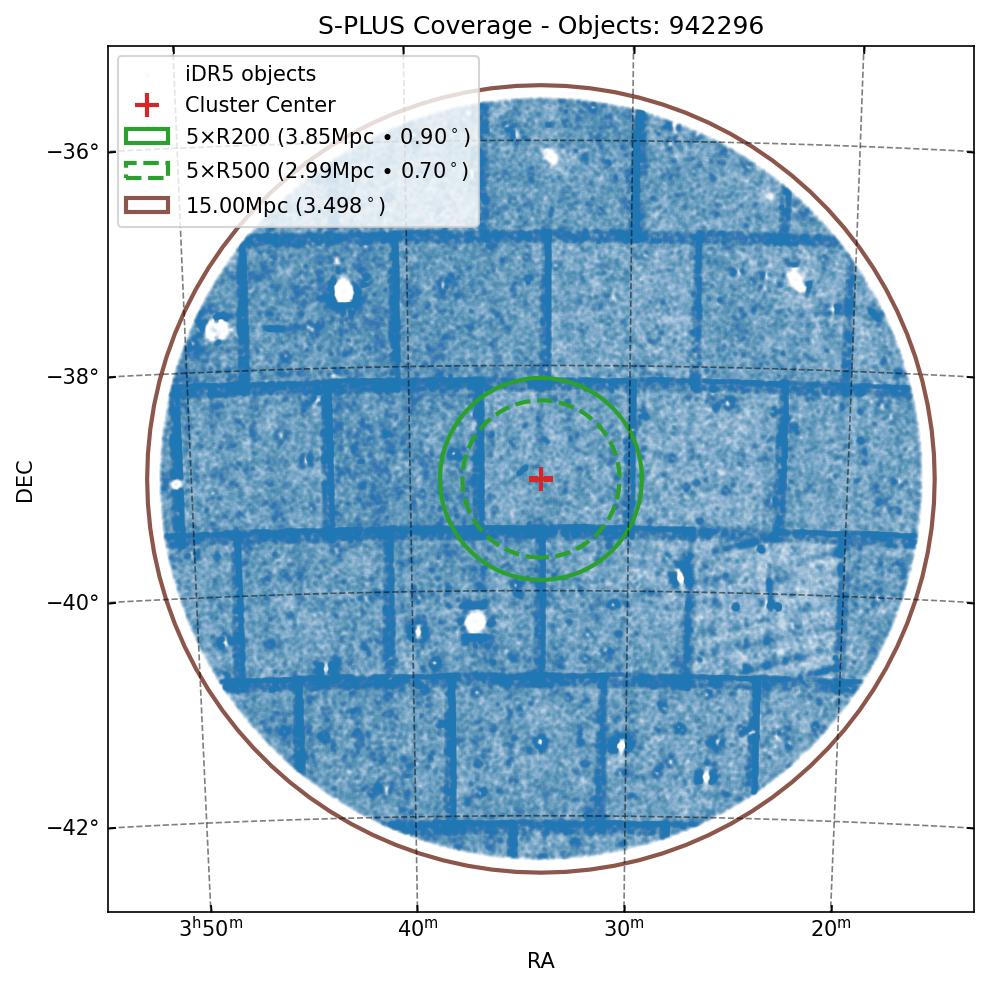 S-PLUS Coverage - Objects: 942296
iDR5 objects
Cluster Center
5×R200 (3.85Mpc • 0.90°)
5×R500 (2.99Mpc • 0.70°)
15.00Mpc (3.498°)
−36°
−38°
−40°
−42°
DEC
3ʰ50ᵐ
40ᵐ
30ᵐ
20ᵐ
RA